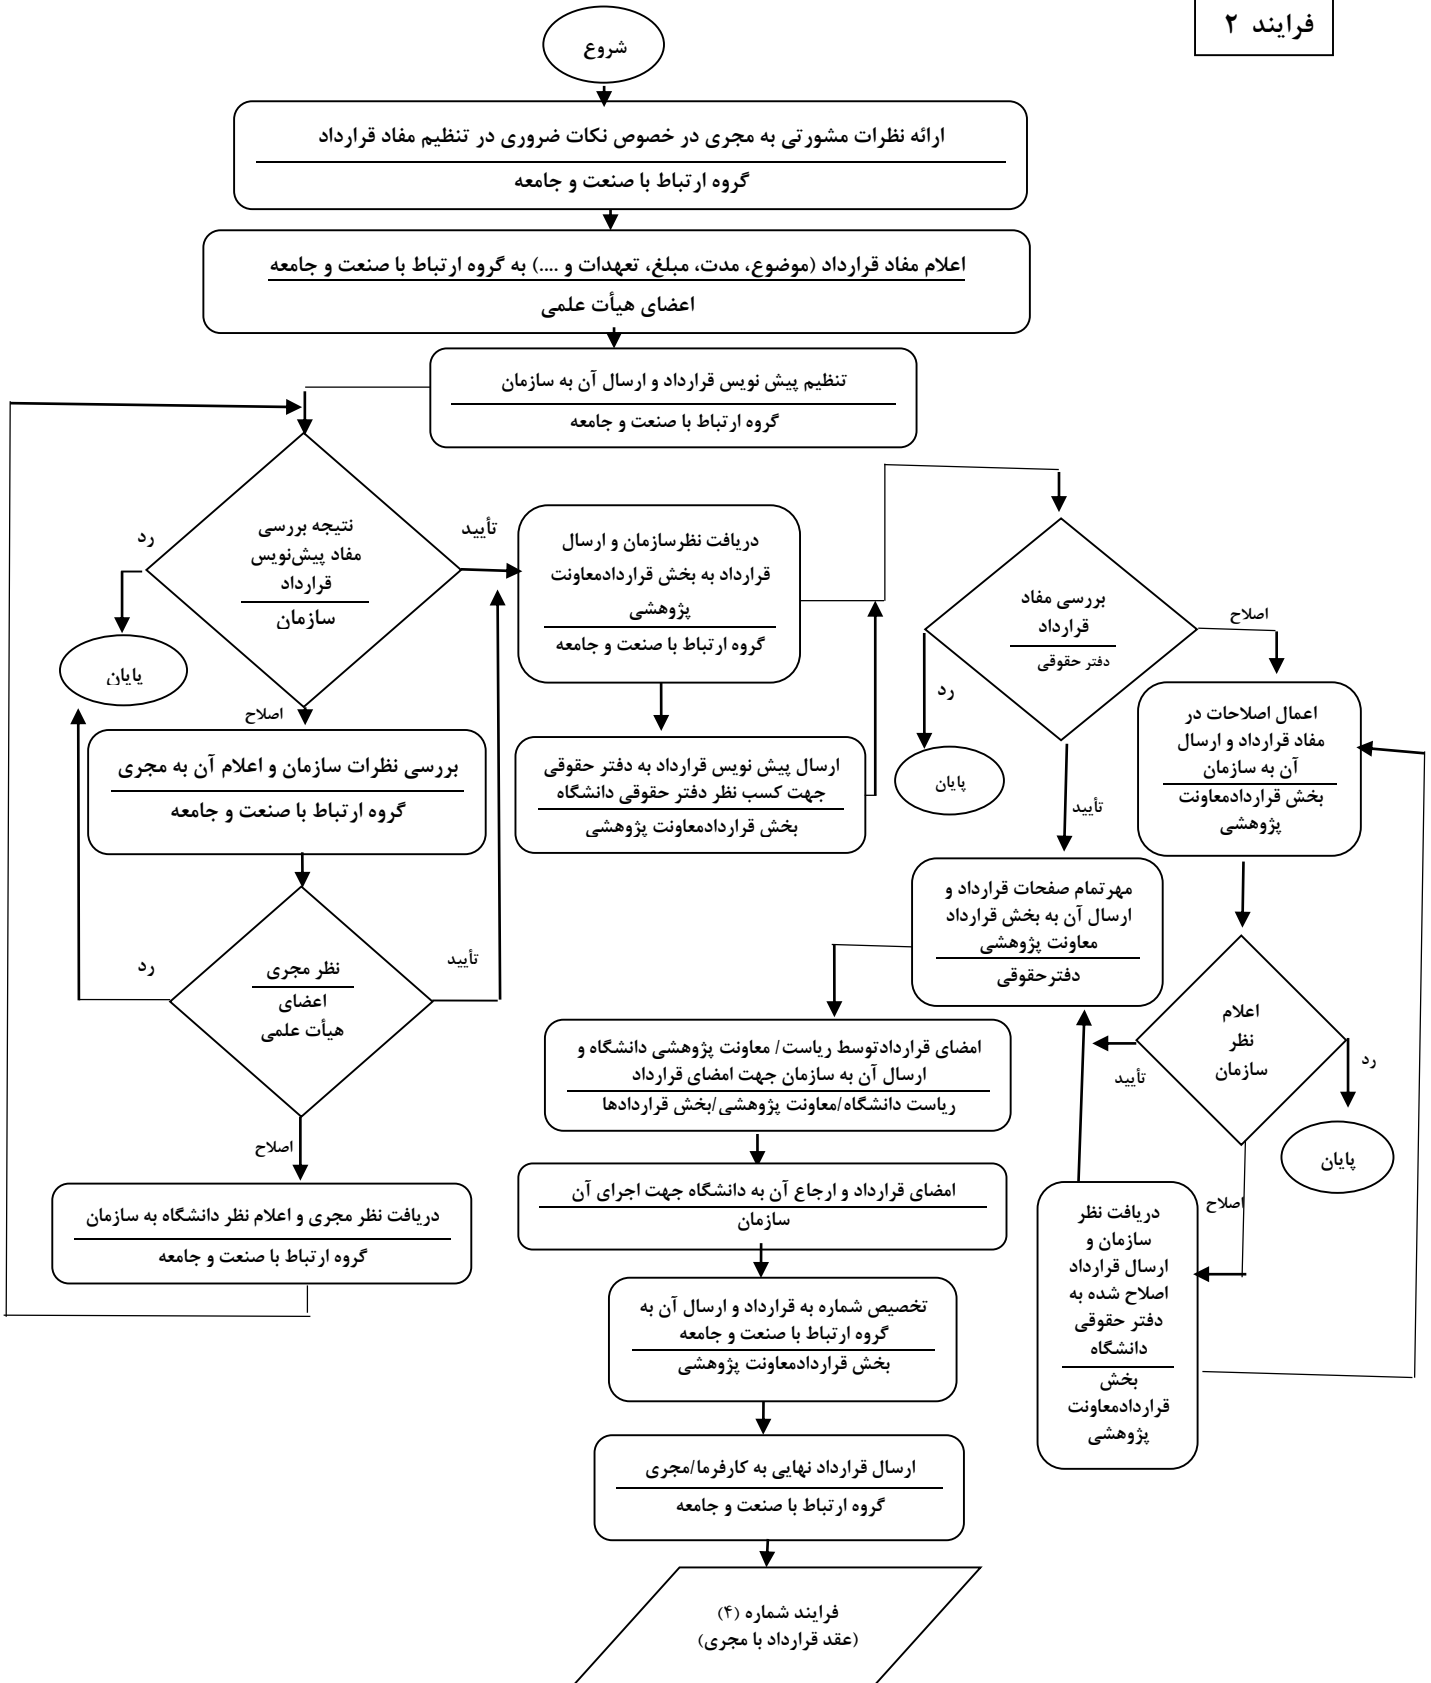 فرایند ۲
شروع
ارائه نظرات مشورتی به مجری در خصوص نکات ضروری در تنظیم مفاد قرارداد
گروه ارتباط با صنعت و جامعه
اعلام مفاد قرارداد (موضوع، مدت، مبلغ، تعهدات و ....) به گروه ارتباط با صنعت و جامعه
اعضای هیأت علمی
تنظیم پیش نویس قرارداد و ارسال آن به سازمان
گروه ارتباط با صنعت و جامعه
نتیجه بررسی
مفاد پیش‌نویس
قرارداد
سازمان
رد
تأیید
پایان
اصلاح
دریافت نظرسازمان و ارسال
قرارداد به بخش قراردادمعاونت
پژوهشی
گروه ارتباط با صنعت و جامعه
ارسال پیش نویس قرارداد به دفتر حقوقی
جهت کسب نظر دفتر حقوقی دانشگاه
بخش قراردادمعاونت پژوهشی
بررسی مفاد
قرارداد
دفتر حقوقی
اصلاح
رد
پایان
تأیید
اعمال اصلاحات در
مفاد قرارداد و ارسال
آن به سازمان
بخش قراردادمعاونت
پژوهشی
بررسی نظرات سازمان و اعلام آن به مجری
گروه ارتباط با صنعت و جامعه
نظر مجری
اعضای
هیأت علمی
رد
تأیید
اصلاح
دریافت نظر مجری و اعلام نظر دانشگاه به سازمان
گروه ارتباط با صنعت و جامعه
مهرتمام صفحات قرارداد و
ارسال آن به بخش قرارداد
معاونت پژوهشی
دفترحقوقی
اعلام
نظر
سازمان
تأیید
رد
پایان
اصلاح
دریافت نظر
سازمان و
ارسال قرارداد
اصلاح شده به
دفتر حقوقی
دانشگاه
بخش
قراردادمعاونت
پژوهشی
امضای قراردادتوسط ریاست/ معاونت پژوهشی دانشگاه و
ارسال آن به سازمان جهت امضای قرارداد
ریاست دانشگاه/معاونت پژوهشی/بخش قراردادها
امضای قرارداد و ارجاع آن به دانشگاه جهت اجرای آن
سازمان
تخصیص شماره به قرارداد و ارسال آن به
گروه ارتباط با صنعت و جامعه
بخش قراردادمعاونت پژوهشی
ارسال قرارداد نهایی به کارفرما/مجری
گروه ارتباط با صنعت و جامعه
فرایند شماره (۴)
(عقد قرارداد با مجری)